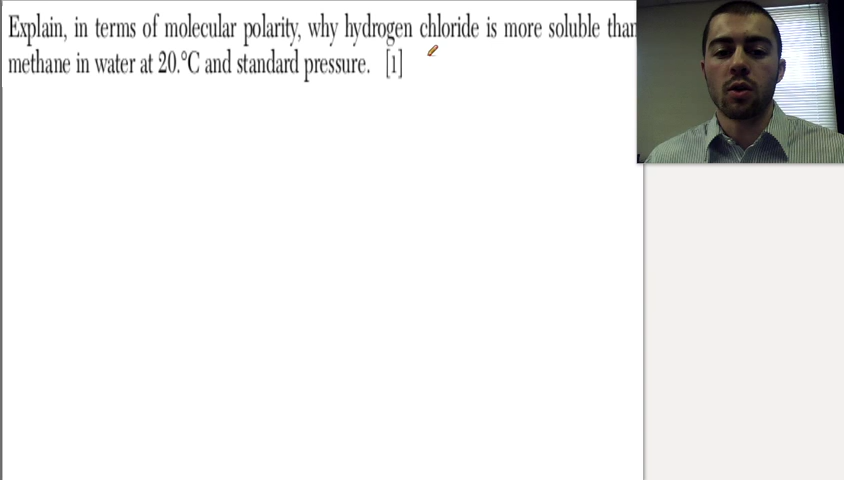 Explain, in terms of molecular polarity, why hydrogen chloride is more soluble than
methane in water at 20.°C and standard pressure. [1]